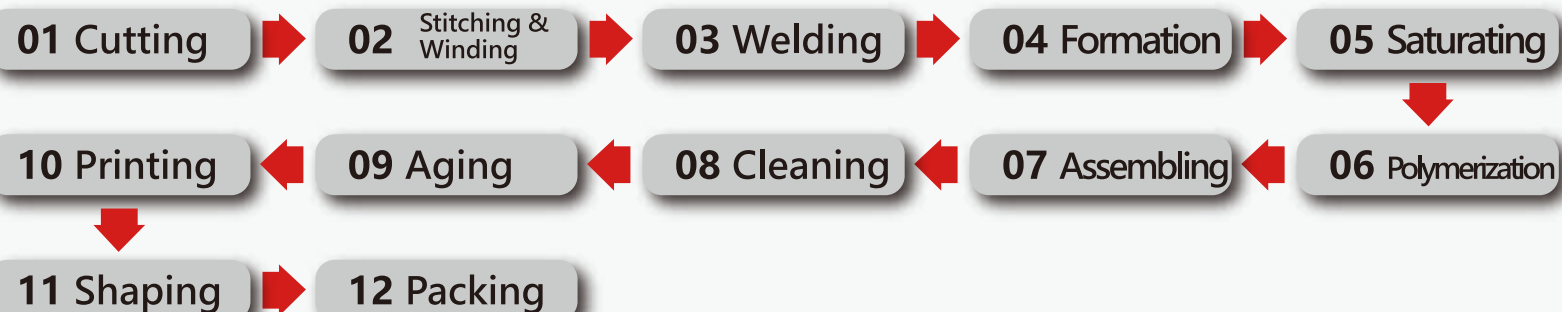 01 Cutting
02 Stitching &
Winding
03 Welding
04 Formation
05 Saturating
06 Polymerization
07 Assembling
08 Cleaning
09 Aging
10 Printing
11 Shaping
12 Packing